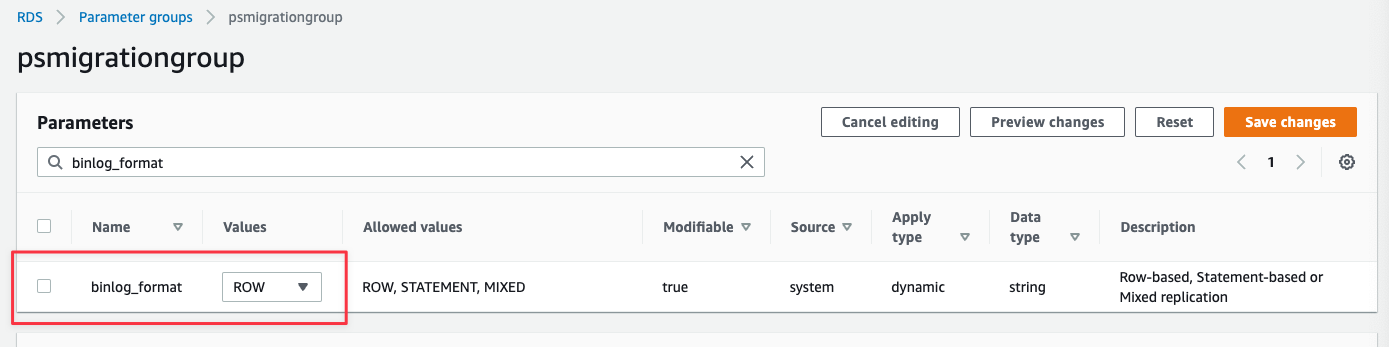 RDS > Parameter groups > psmigrationgroup
psmigrationgroup
Parameters
Cancel editing
Preview changes
Reset
Save changes
binlog_format
1
Name Values Allowed values Modifiable Source Apply type Data type Description
binlog_format ROW ROW, STATEMENT, MIXED true system dynamic string Row-based, Statement-based or
Mixed replication